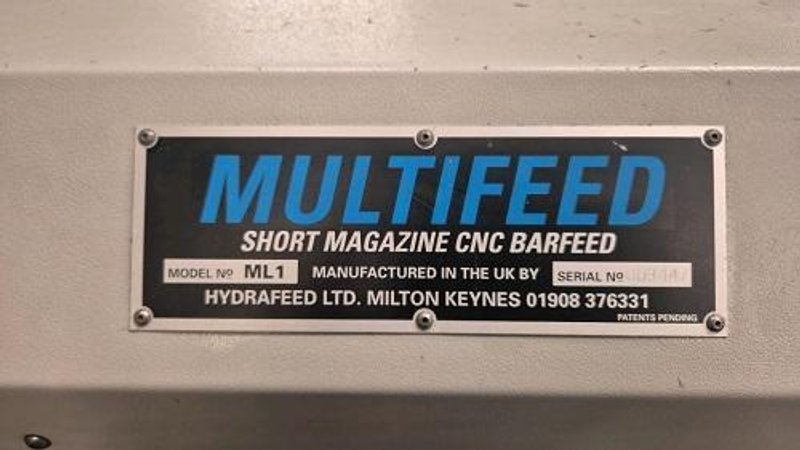 MULTIFEED
SHORT MAGAZINE CNC BARFEED
MODEL Nº ML1 MANUFACTURED IN THE UK BY SERIAL Nº
HYDRAFEED LTD. MILTON KEYNES 01908 376331
PATENTS PENDING